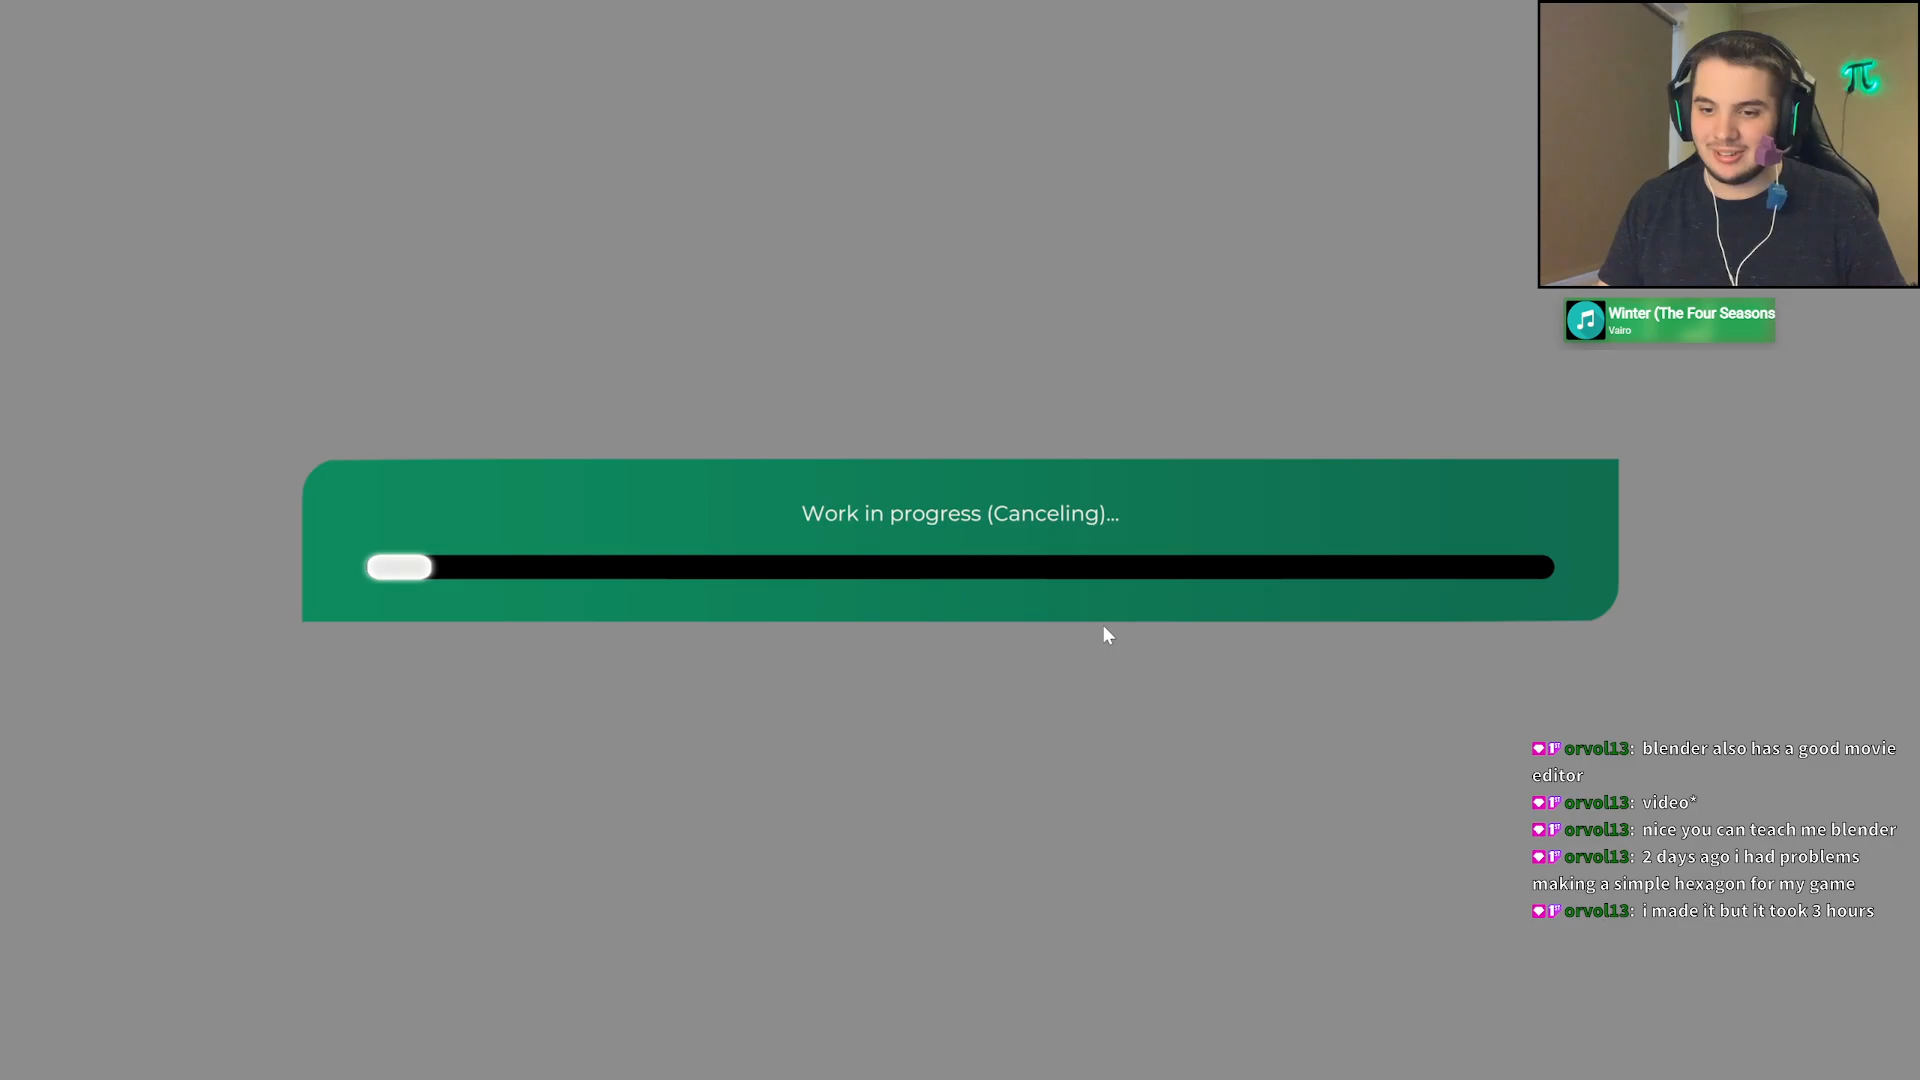 π
Winter (The Four Seasons
Vairo
Work in progress (Canceling)...
orvol13: blender also has a good movie
editor
orvol13: video*
orvol13: nice you can teach me blender
orvol13: 2 days ago i had problems
making a simple hexagon for my game
orvol13: i made it but it took 3 hours